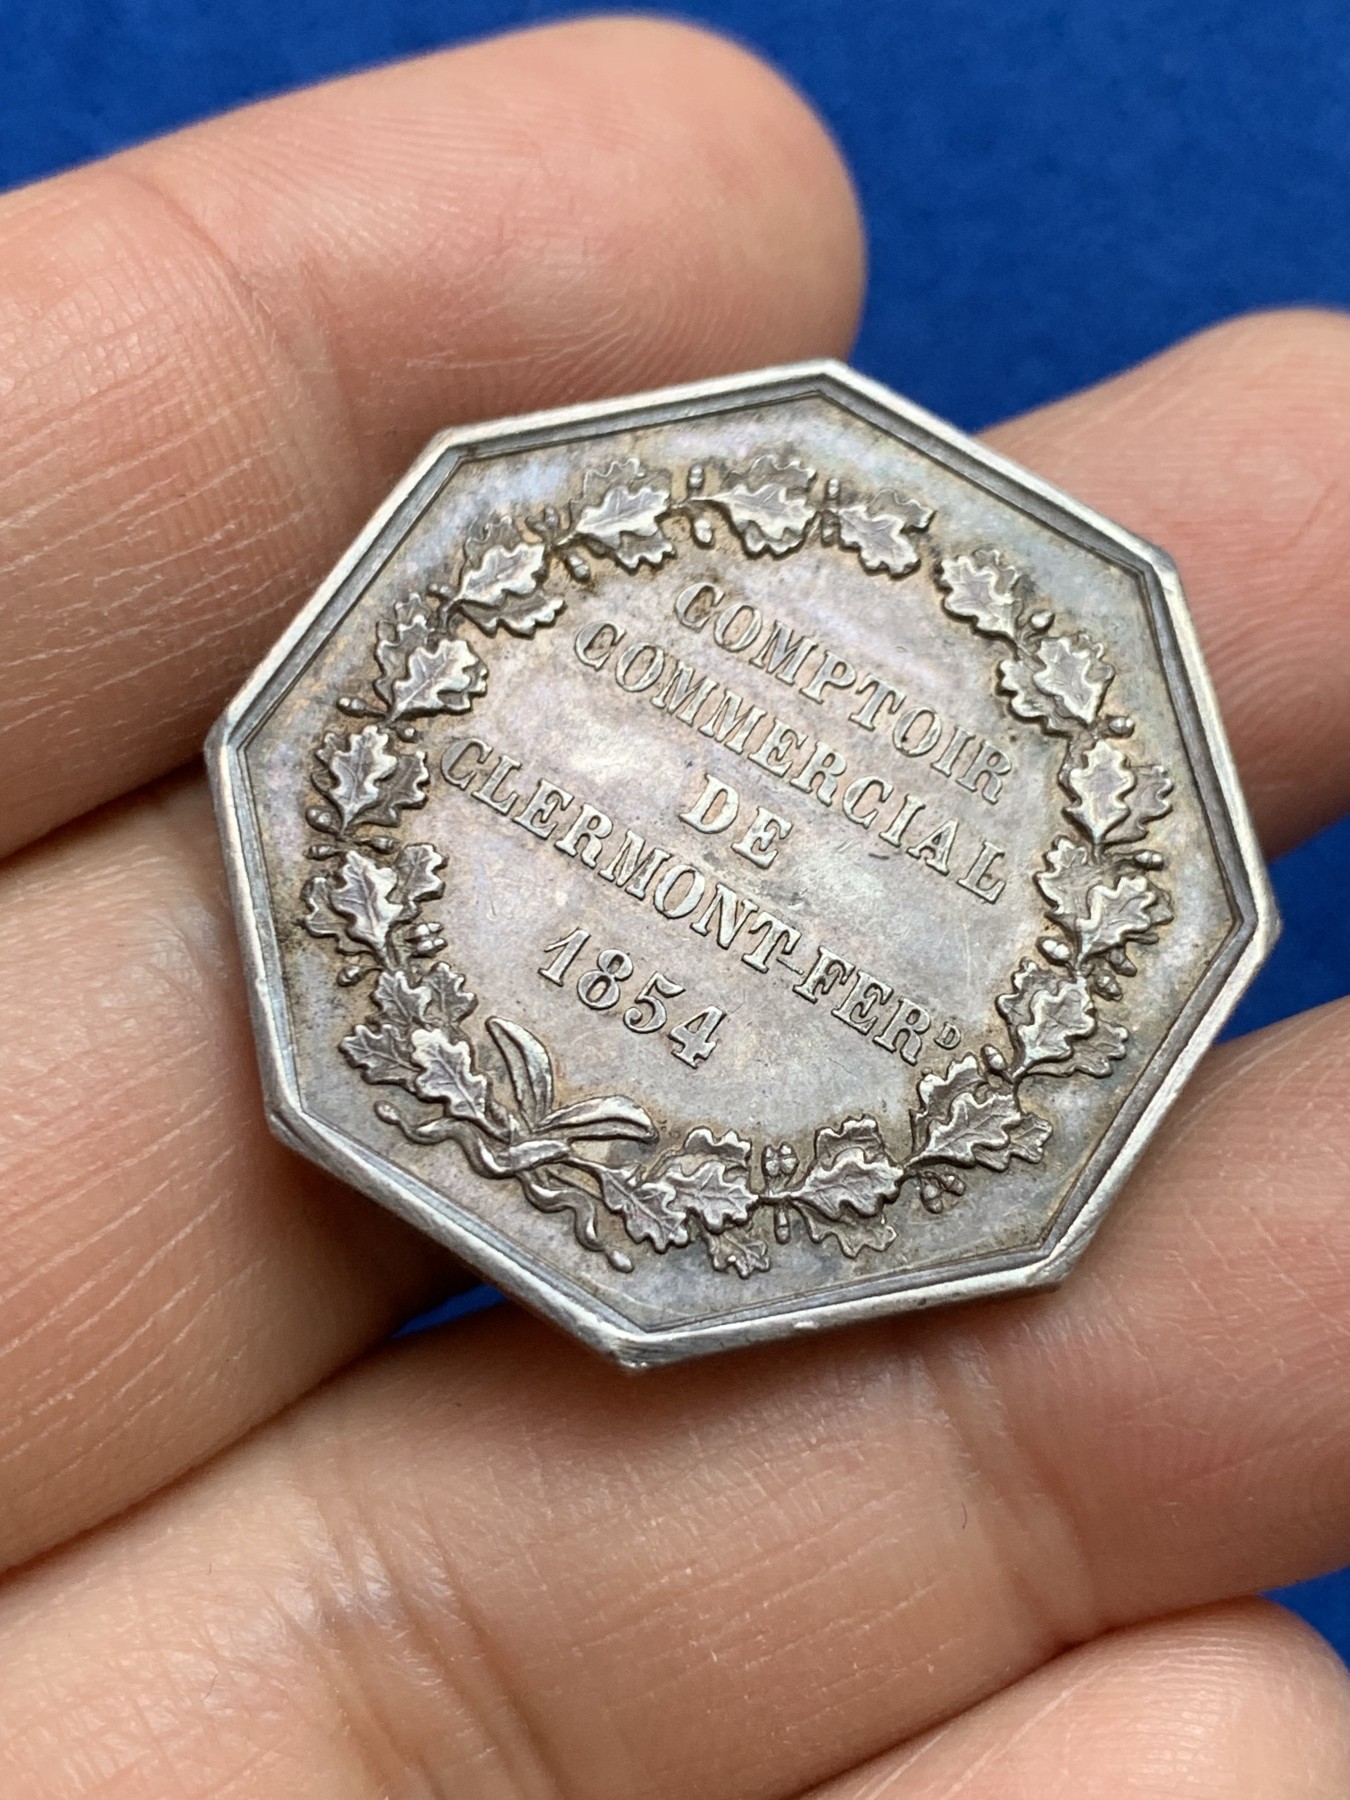 COMPTOIR
COMMERCIAL
DE
CLERMONT-FERD
1854